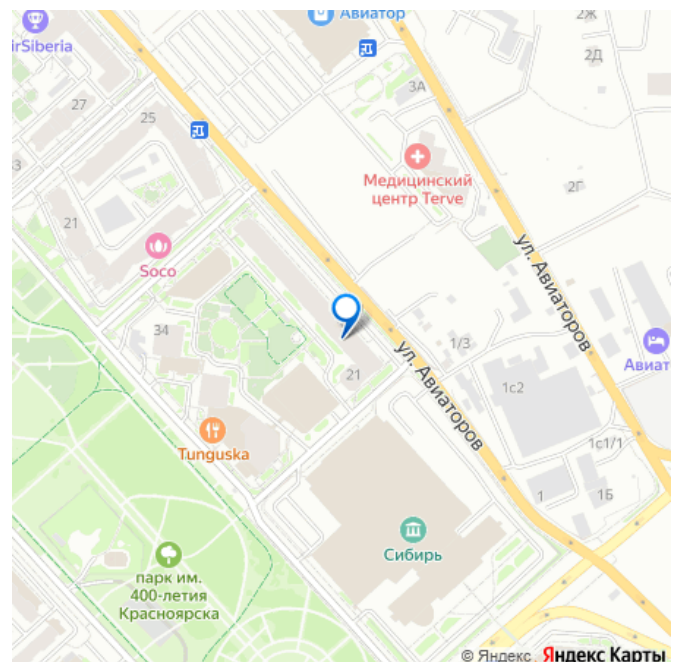 Авиатор
irSiberia
2Ж
2Д
3А
27
25
3
Медицинский
центр Terve
2Г
21
Soco
ул. Авиаторов
34
1/3
Авиат
21
ул. Авиаторов
1с2
Tunguska
1с1/1
1
1Б
Сибирь
парк им.
400-летия
Красноярска
© Яндекс Яндекс Карты